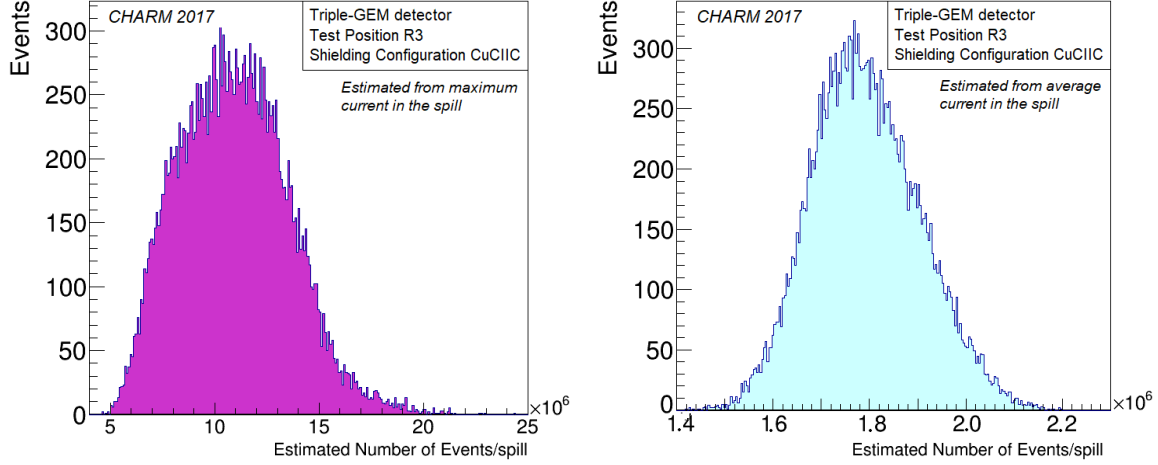 CHARM 2017
Triple-GEM detector
Test Position R3
Shielding Configuration CuCIIC
Estimated from maximum
current in the spill
Events
300
250
200
150
100
50
0
10
15
20
25
×10⁶
Estimated Number of Events/spill
CHARM 2017
Triple-GEM detector
Test Position R3
Shielding Configuration CuCIIC
Estimated from average
current in the spill
Events
300
250
200
150
100
50
0
1.4
1.6
1.8
2.0
2.2
×10⁶
Estimated Number of Events/spill